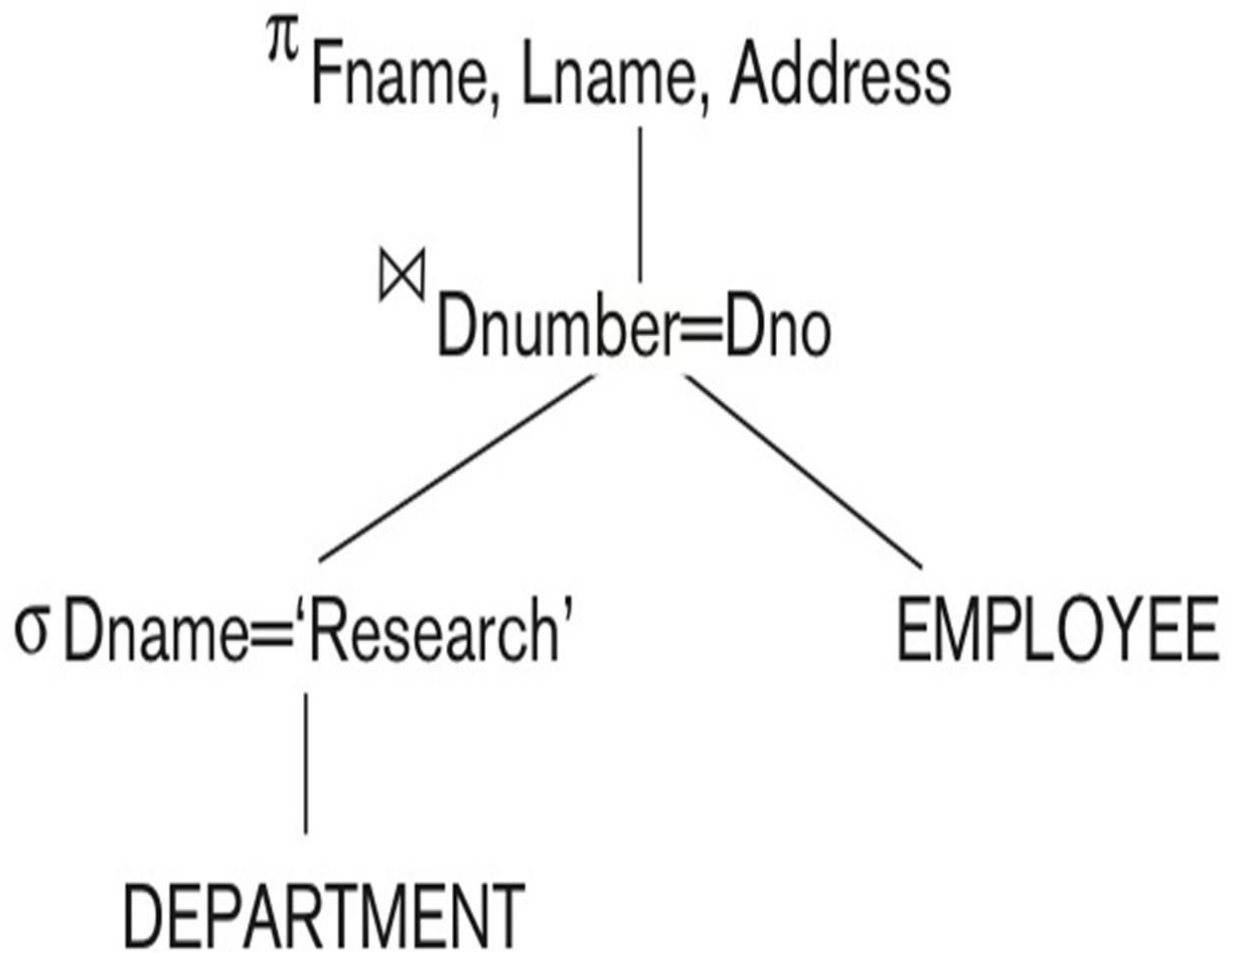 π Fname, Lname, Address
⋈ Dnumber=Dno
σ Dname=‘Research’
EMPLOYEE
DEPARTMENT